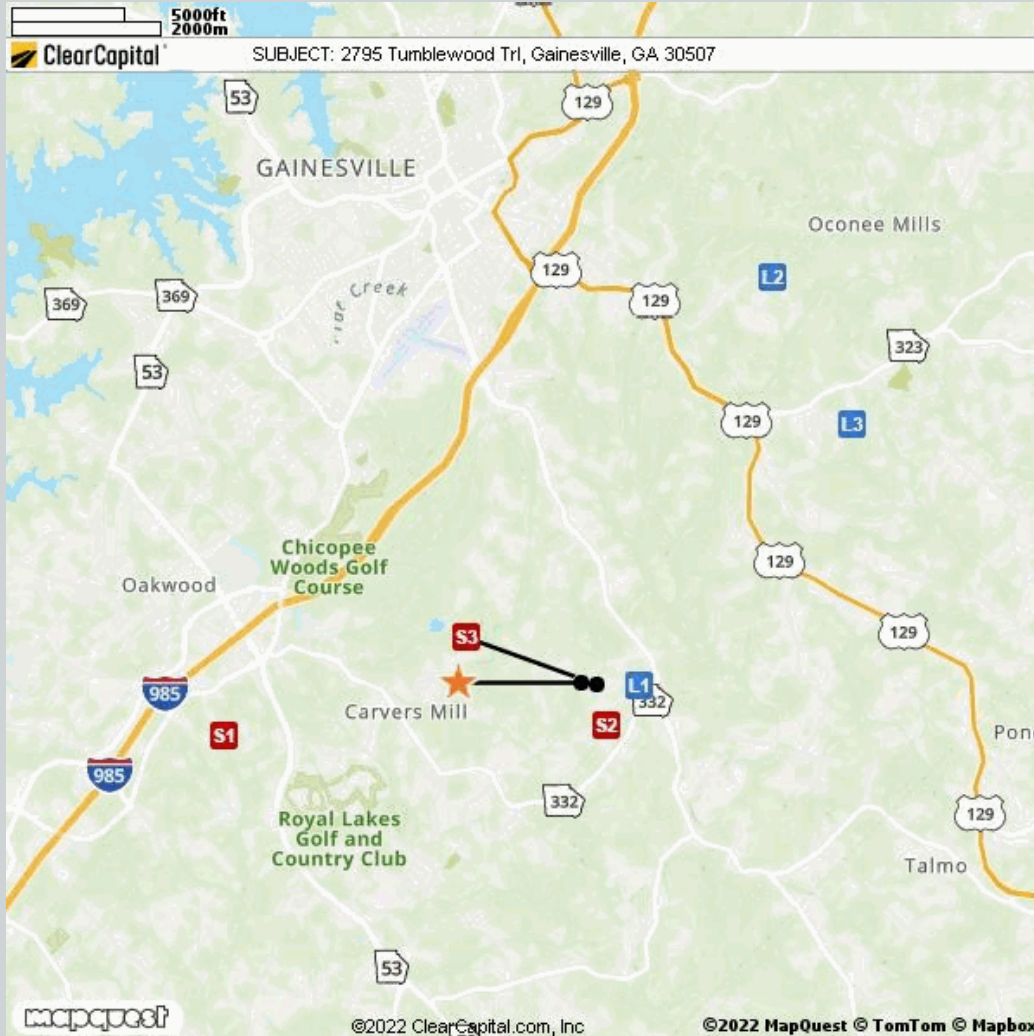 5000ft
2000m
ClearCapital
SUBJECT: 2795 Tumblewood Trl, Gainesville, GA 30507
53
129
GAINESVILLE
Oconee Mills
129
L2
129
369
369
Creek
323
53
129
L3
Chicopee
Woods Golf
Course
129
Oakwood
129
S3
L1
985
332
Carvers Mill
S2
S1
985
332
129
Royal Lakes
Golf and
Country Club
Talmo
53
mapquest
©2022 ClearCapital.com, Inc
©2022 MapQuest © TomTom © Mapbox